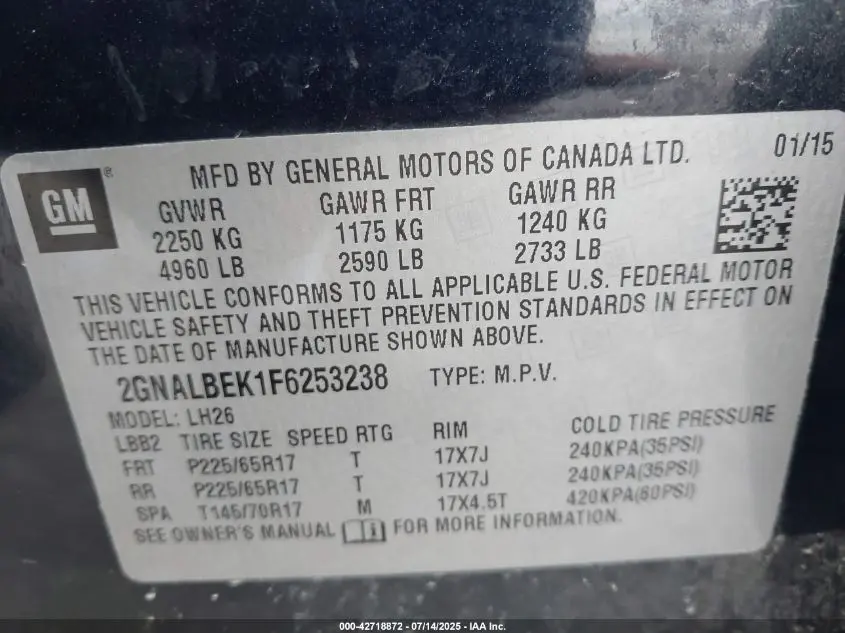 GM ®
MFD BY GENERAL MOTORS OF CANADA LTD. 01/15
GVWR GAWR FRT GAWR RR
2250 KG 1175 KG 1240 KG
4960 LB 2590 LB 2733 LB
THIS VEHICLE CONFORMS TO ALL APPLICABLE U.S. FEDERAL MOTOR
VEHICLE SAFETY AND THEFT PREVENTION STANDARDS IN EFFECT ON
THE DATE OF MANUFACTURE SHOWN ABOVE.
2GNALBEK1F6253238 TYPE: M.P.V.
MODEL: LH26
LBB2 TIRE SIZE SPEED RTG RIM COLD TIRE PRESSURE
FRT P225/65R17 T 17X7J 240KPA(35PSI)
RR P225/65R17 T 17X7J 240KPA(35PSI)
SPA T145/70R17 M 17X4.5T 420KPA(60PSI)
SEE OWNER'S MANUAL FOR MORE INFORMATION.
000-42718872 / 07/14/2025 - IAA Inc.